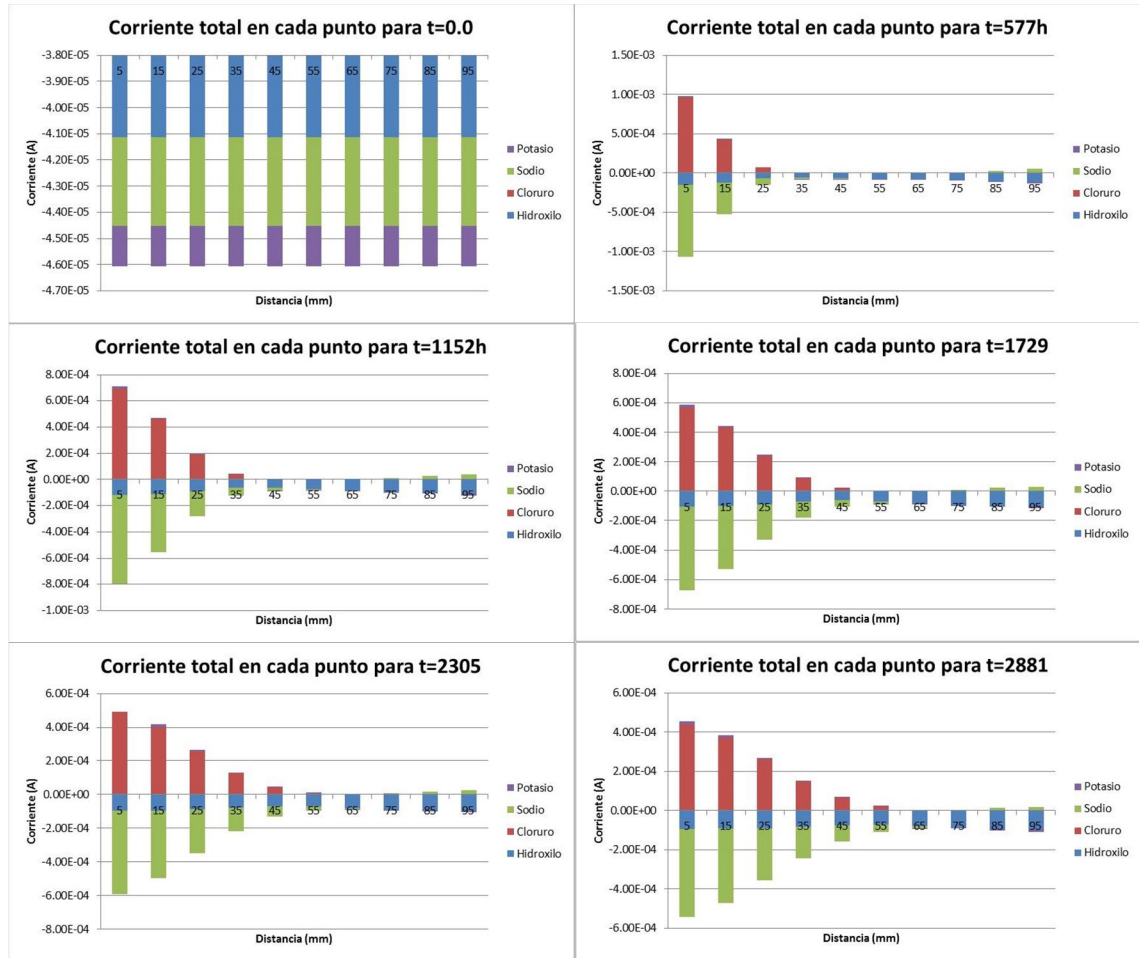 Corriente total en cada punto para t=0.0
-3.80E-05
5 15 25 35 45 55 65 75 85 95
-3.90E-05
-4.00E-05
-4.10E-05
-4.20E-05
-4.30E-05
-4.40E-05
-4.50E-05
-4.60E-05
-4.70E-05
Corriente (A)
Potasio
Sodio
Cloruro
Hidroxilo
Distancia (mm)
Corriente total en cada punto para t=577h
1.50E-03
1.00E-03
5.00E-04
0.00E+00
5 15 25 35 45 55 65 75 85 95
-5.00E-04
-1.00E-03
-1.50E-03
Corriente (A)
Potasio
Sodio
Cloruro
Hidroxilo
Distancia (mm)
Corriente total en cada punto para t=1152h
8.00E-04
6.00E-04
4.00E-04
2.00E-04
0.00E+00
5 15 25 35 45 55 65 75 85 95
-2.00E-04
-4.00E-04
-6.00E-04
-8.00E-04
-1.00E-03
Corriente (A)
Potasio
Sodio
Cloruro
Hidroxilo
Distancia (mm)
Corriente total en cada punto para t=1729
8.00E-04
6.00E-04
4.00E-04
2.00E-04
0.00E+00
5 15 25 35 45 55 65 75 85 95
-2.00E-04
-4.00E-04
-6.00E-04
-8.00E-04
Corriente (A)
Potasio
Sodio
Cloruro
Hidroxilo
Distancia (mm)
Corriente total en cada punto para t=2305
6.00E-04
4.00E-04
2.00E-04
0.00E+00
5 15 25 35 45 55 65 75 85 95
-2.00E-04
-4.00E-04
-6.00E-04
-8.00E-04
Corriente (A)
Potasio
Sodio
Cloruro
Hidroxilo
Distancia (mm)
Corriente total en cada punto para t=2881
6.00E-04
4.00E-04
2.00E-04
0.00E+00
5 15 25 35 45 55 65 75 85 95
-2.00E-04
-4.00E-04
-6.00E-04
Corriente (A)
Potasio
Sodio
Cloruro
Hidroxilo
Distancia (mm)